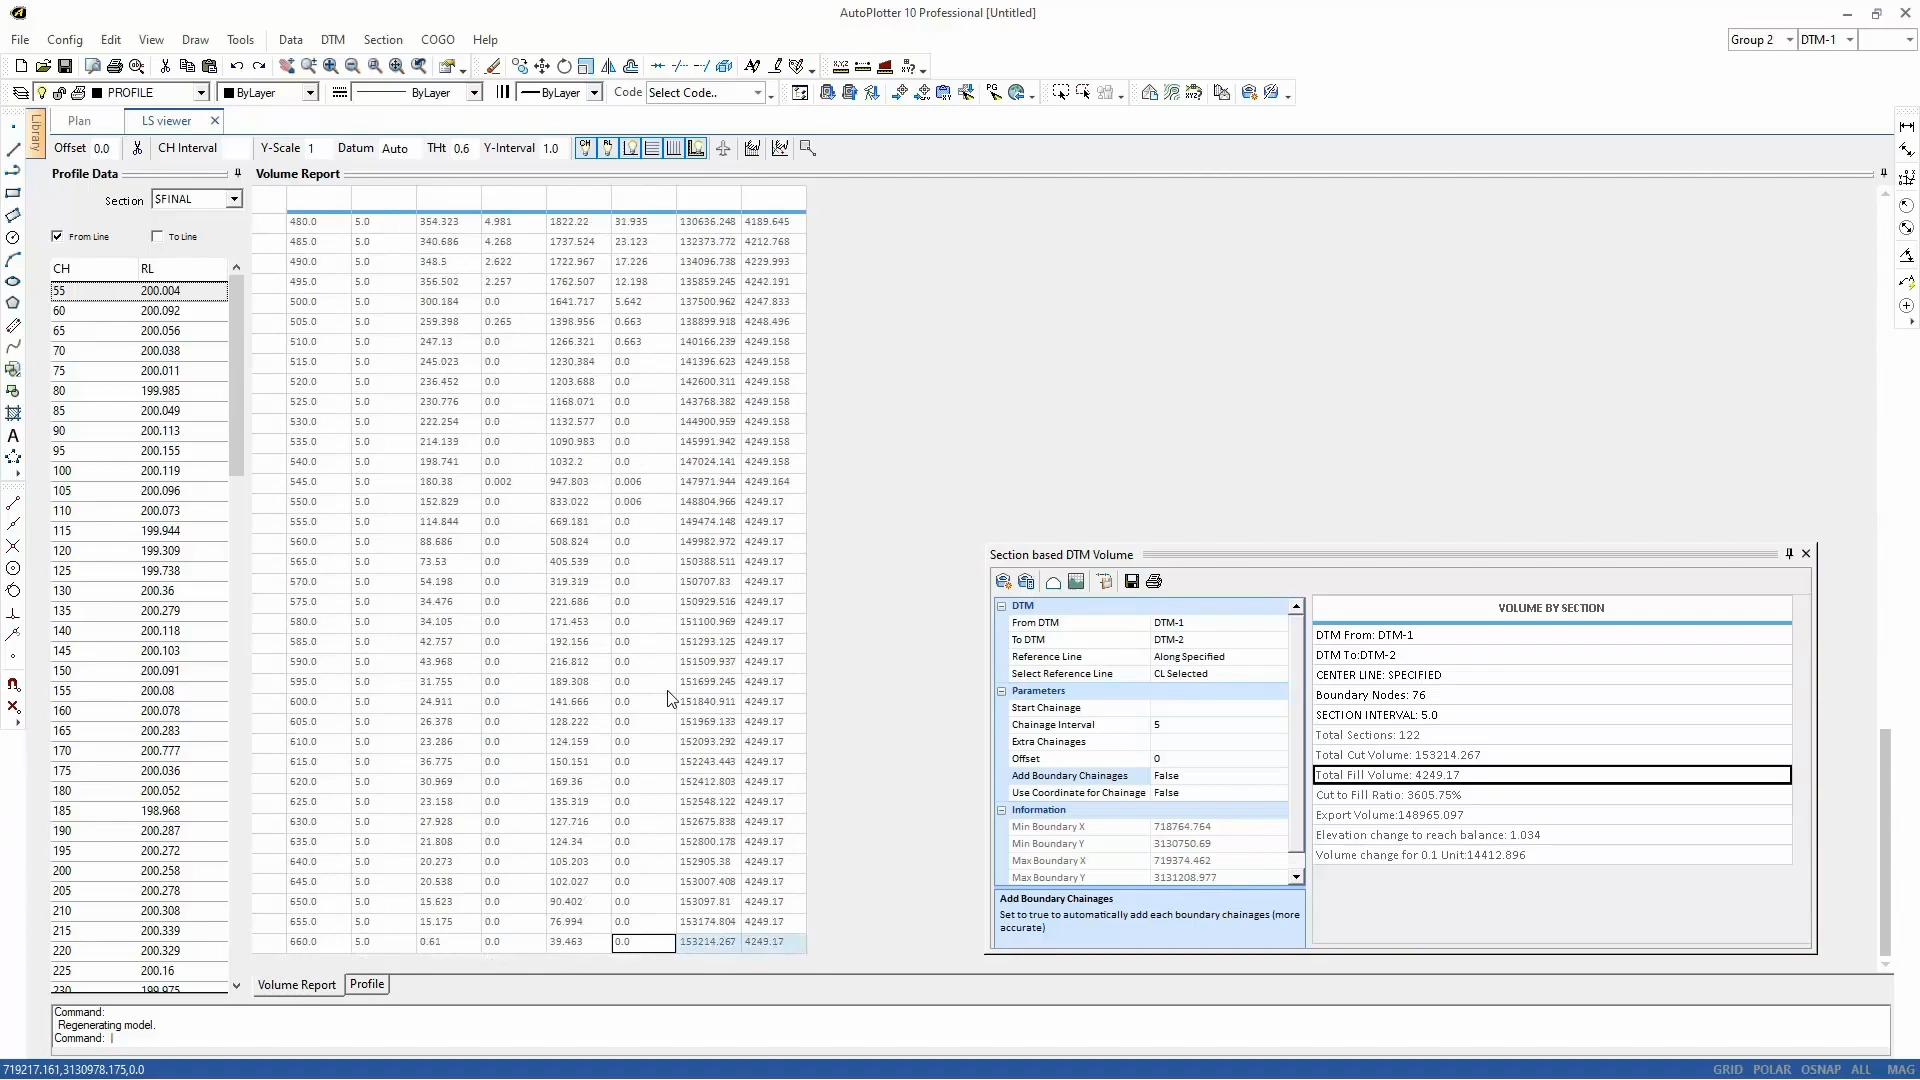 AutoPlotter 10 Professional [Untitled]
File Config Edit View Draw Tools Data DTM Section COGO Help
Group 2 DTM-1
PROFILE ByLayer ByLayer ByLayer Code Select Code..
Library
Plan LS viewer
Offset 0.0 CH Interval Y-Scale 1 Datum Auto THt 0.6 Y-Interval 1.0
Profile Data
Section SFINAL
From Line To Line
CH RL
55 200.004
60 200.092
65 200.056
70 200.038
75 200.011
80 199.985
85 200.049
90 200.113
95 200.155
100 200.119
105 200.096
110 200.073
115 199.944
120 199.309
125 199.738
130 200.36
135 200.279
140 200.118
145 200.103
150 200.091
155 200.08
160 200.078
165 200.283
170 200.777
175 200.036
180 200.052
185 198.968
190 200.287
195 200.272
200 200.258
205 200.278
210 200.308
215 200.339
220 200.329
225 200.16
230 199.975
Volume Report
480.0 5.0 354.323 4.981 1822.22 31.935 130636.248 4189.645
485.0 5.0 340.686 4.268 1737.524 23.123 132373.772 4212.768
490.0 5.0 348.5 2.622 1722.967 17.226 134096.738 4229.993
495.0 5.0 356.502 2.257 1762.507 12.198 135859.245 4242.191
500.0 5.0 300.184 0.0 1641.717 5.642 137500.962 4247.833
505.0 5.0 259.398 0.265 1398.956 0.663 138899.918 4248.496
510.0 5.0 247.13 0.0 1266.321 0.663 140166.239 4249.158
515.0 5.0 245.023 0.0 1230.384 0.0 141396.623 4249.158
520.0 5.0 236.452 0.0 1203.688 0.0 142600.311 4249.158
525.0 5.0 230.776 0.0 1168.071 0.0 143768.382 4249.158
530.0 5.0 222.254 0.0 1132.577 0.0 144900.959 4249.158
535.0 5.0 214.139 0.0 1090.983 0.0 145991.942 4249.158
540.0 5.0 198.741 0.0 1032.2 0.0 147024.141 4249.158
545.0 5.0 180.38 0.002 947.803 0.006 147971.944 4249.164
550.0 5.0 152.829 0.0 833.022 0.006 148804.966 4249.17
555.0 5.0 114.844 0.0 669.181 0.0 149474.148 4249.17
560.0 5.0 88.686 0.0 508.824 0.0 149982.972 4249.17
565.0 5.0 73.53 0.0 405.539 0.0 150388.511 4249.17
570.0 5.0 54.198 0.0 319.319 0.0 150707.83 4249.17
575.0 5.0 34.476 0.0 221.686 0.0 150929.516 4249.17
580.0 5.0 34.105 0.0 171.453 0.0 151100.969 4249.17
585.0 5.0 42.757 0.0 192.156 0.0 151293.125 4249.17
590.0 5.0 43.968 0.0 216.812 0.0 151509.937 4249.17
595.0 5.0 31.755 0.0 189.308 0.0 151699.245 4249.17
600.0 5.0 24.911 0.0 141.666 0.0 151840.911 4249.17
605.0 5.0 26.378 0.0 128.222 0.0 151969.133 4249.17
610.0 5.0 23.286 0.0 124.159 0.0 152093.292 4249.17
615.0 5.0 36.775 0.0 150.151 0.0 152243.443 4249.17
620.0 5.0 30.969 0.0 169.36 0.0 152412.803 4249.17
625.0 5.0 23.158 0.0 135.319 0.0 152548.122 4249.17
630.0 5.0 27.928 0.0 127.716 0.0 152675.838 4249.17
635.0 5.0 21.808 0.0 124.34 0.0 152800.178 4249.17
640.0 5.0 20.273 0.0 105.203 0.0 152905.38 4249.17
645.0 5.0 20.538 0.0 102.027 0.0 153007.408 4249.17
650.0 5.0 15.623 0.0 90.402 0.0 153097.81 4249.17
655.0 5.0 15.175 0.0 76.994 0.0 153174.804 4249.17
660.0 5.0 0.61 0.0 39.463 0.0 153214.267 4249.17
Volume Report Profile
Section based DTM Volume
DTM
From DTM DTM-1
To DTM DTM-2
Reference Line Along Specified
Select Reference Line CL Selected
Parameters
Start Chainage
Chainage Interval 5
Extra Chainages
Offset 0
Add Boundary Chainages False
Use Coordinate for Chainage False
Information
Min Boundary X 718764.764
Min Boundary Y 3130750.69
Max Boundary X 719374.462
Max Boundary Y 3131208.977
Add Boundary Chainages
Set to true to automatically add each boundary chainages (more
accurate)
VOLUME BY SECTION
DTM From: DTM-1
DTM To:DTM-2
CENTER LINE: SPECIFIED
Boundary Nodes: 76
SECTION INTERVAL: 5.0
Total Sections: 122
Total Cut Volume: 153214.267
Total Fill Volume: 4249.17
Cut to Fill Ratio: 3605.75%
Export Volume:148965.097
Elevation change to reach balance: 1.034
Volume change for 0.1 Unit:14412.896
Command:
Regenerating model.
Command:
719217.161,3130978.175,0.0 GRID POLAR OSNAP ALL MAG